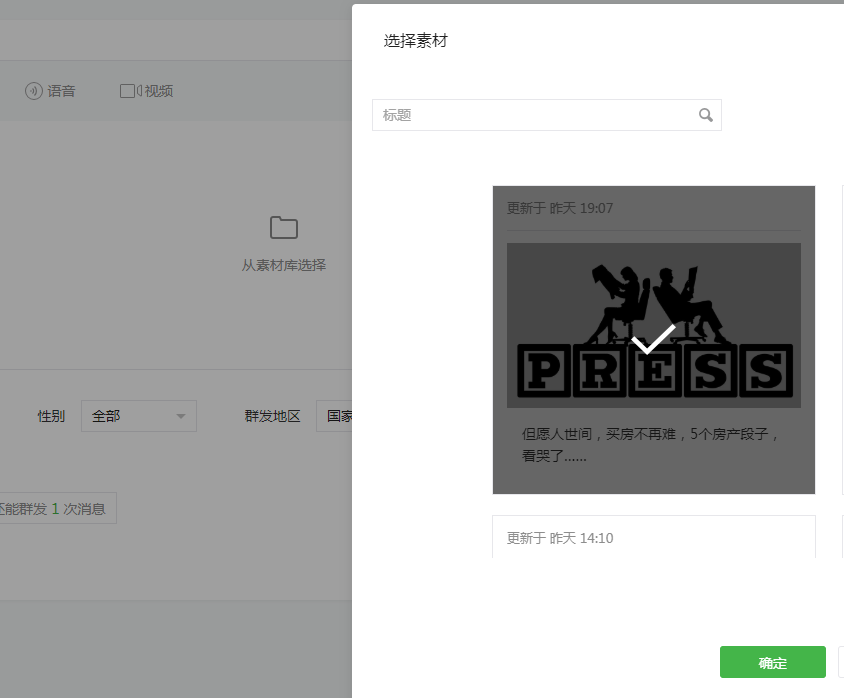 选择素材
语音
视频
标题
更新于 昨天 19:07
从素材库选择
PRESS
性别
全部
群发地区
国家
但愿人世间，买房不再难，5个房产段子，
看哭了……
能群发 1 次消息
更新于 昨天 14:10
确定